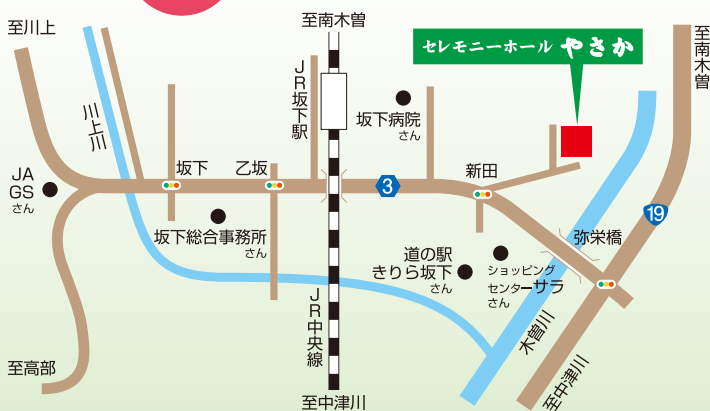 至川上
至南木曽
至南木曽
セレモニーホール やさか
川上川
JR坂下駅
坂下病院
さん
JA
GS
さん
坂下
乙坂
3
新田
19
坂下総合事務所
さん
道の駅
きりら坂下
さん
ショッピング
センターサラ
さん
弥栄橋
JR中央線
木曽川
至高部
至中津川
至中津川